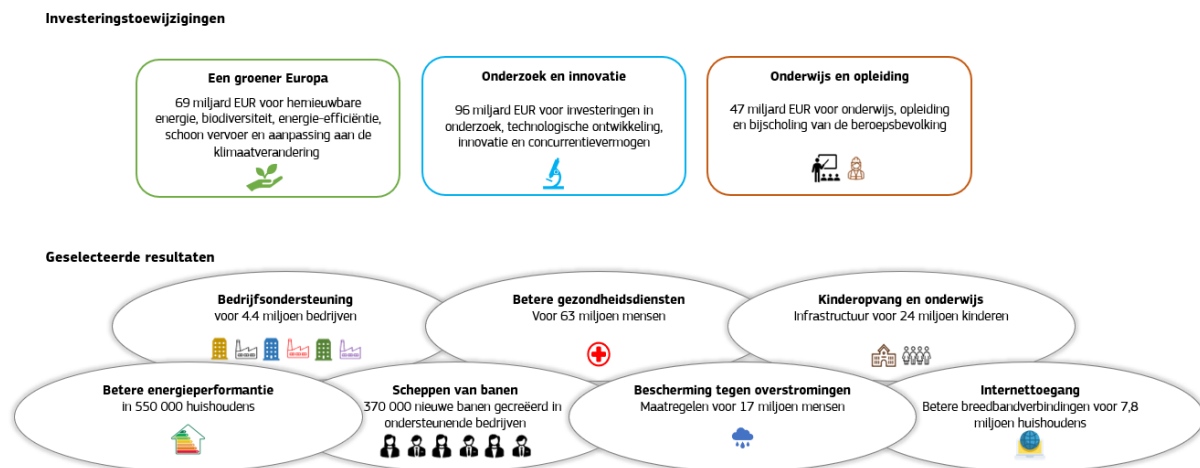 Investeringstoewijzigingen
Een groener Europa
69 miljard EUR voor hernieuwbare
energie, biodiversiteit, energie-efficiëntie,
schoon vervoer en aanpassing aan de
klimaatverandering
Onderzoek en innovatie
96 miljard EUR voor investeringen in
onderzoek, technologische ontwikkeling,
innovatie en concurrentievermogen
Onderwijs en opleiding
47 miljard EUR voor onderwijs, opleiding
en bijscholing van de beroepsbevolking
Geselecteerde resultaten
Bedrijfsondersteuning
voor 4.4 miljoen bedrijven
Betere gezondheidsdiensten
Voor 63 miljoen mensen
Kinderopvang en onderwijs
Infrastructuur voor 24 miljoen kinderen
Betere energieperformantie
in 550 000 huishoudens
Scheppen van banen
370 000 nieuwe banen gecreëerd in
ondersteunende bedrijven
Bescherming tegen overstromingen
Maatregelen voor 17 miljoen mensen
Internettoegang
Betere breedbandverbindingen voor 7,8
miljoen huishoudens